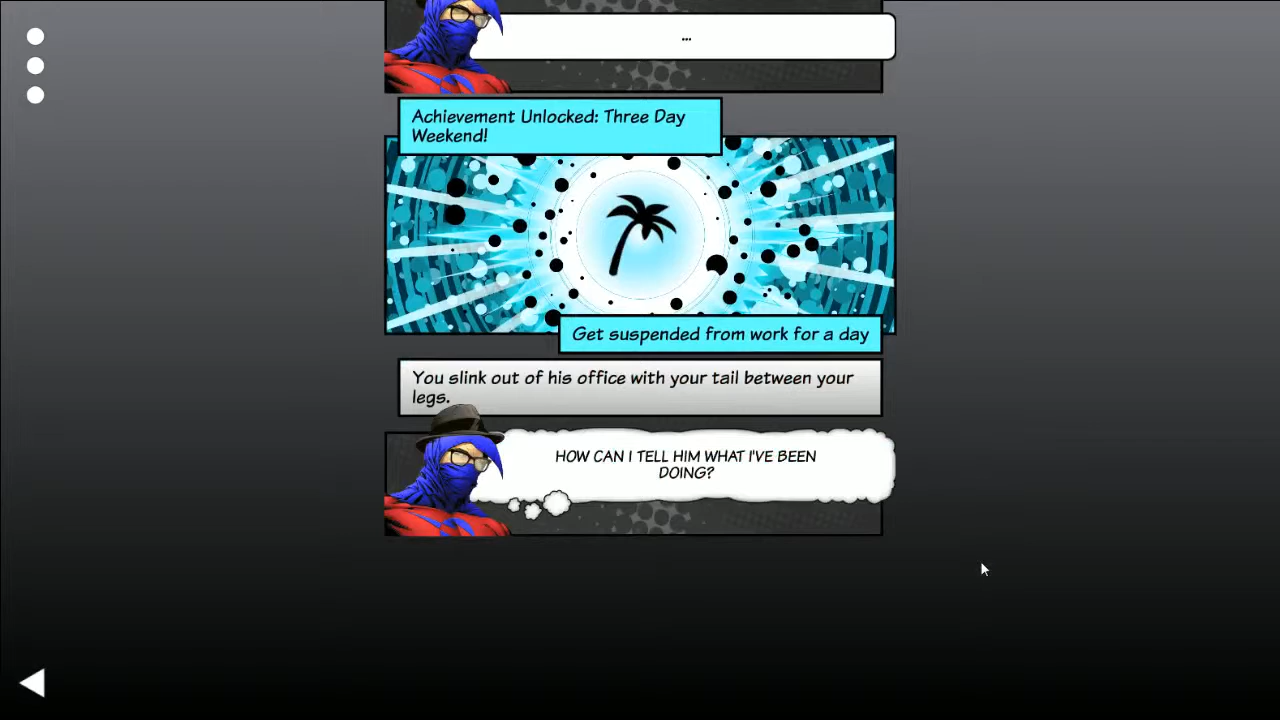 ...
Achievement Unlocked: Three Day
Weekend!
Get suspended from work for a day
You slink out of his office with your tail between your
legs.
HOW CAN I TELL HIM WHAT I'VE BEEN
DOING?